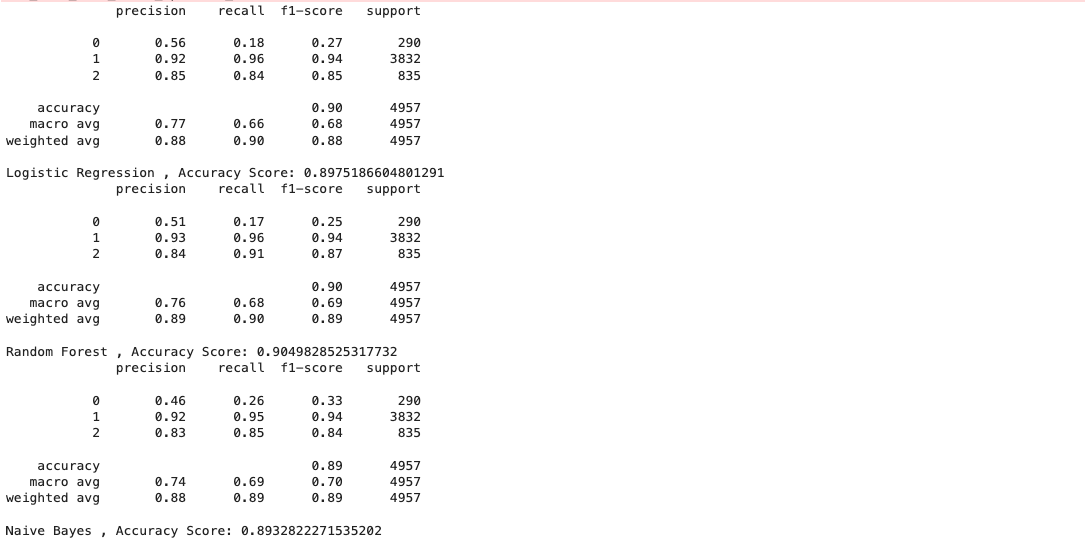 precision recall f1-score support
0 0.56 0.18 0.27 290
1 0.92 0.96 0.94 3832
2 0.85 0.84 0.85 835
accuracy 0.90 4957
macro avg 0.77 0.66 0.68 4957
weighted avg 0.88 0.90 0.88 4957
Logistic Regression , Accuracy Score: 0.8975186604801291
precision recall f1-score support
0 0.51 0.17 0.25 290
1 0.93 0.96 0.94 3832
2 0.84 0.91 0.87 835
accuracy 0.90 4957
macro avg 0.76 0.68 0.69 4957
weighted avg 0.89 0.90 0.89 4957
Random Forest , Accuracy Score: 0.9049828525317732
precision recall f1-score support
0 0.46 0.26 0.33 290
1 0.92 0.95 0.94 3832
2 0.83 0.85 0.84 835
accuracy 0.89 4957
macro avg 0.74 0.69 0.70 4957
weighted avg 0.88 0.89 0.89 4957
Naive Bayes , Accuracy Score: 0.8932822271535202